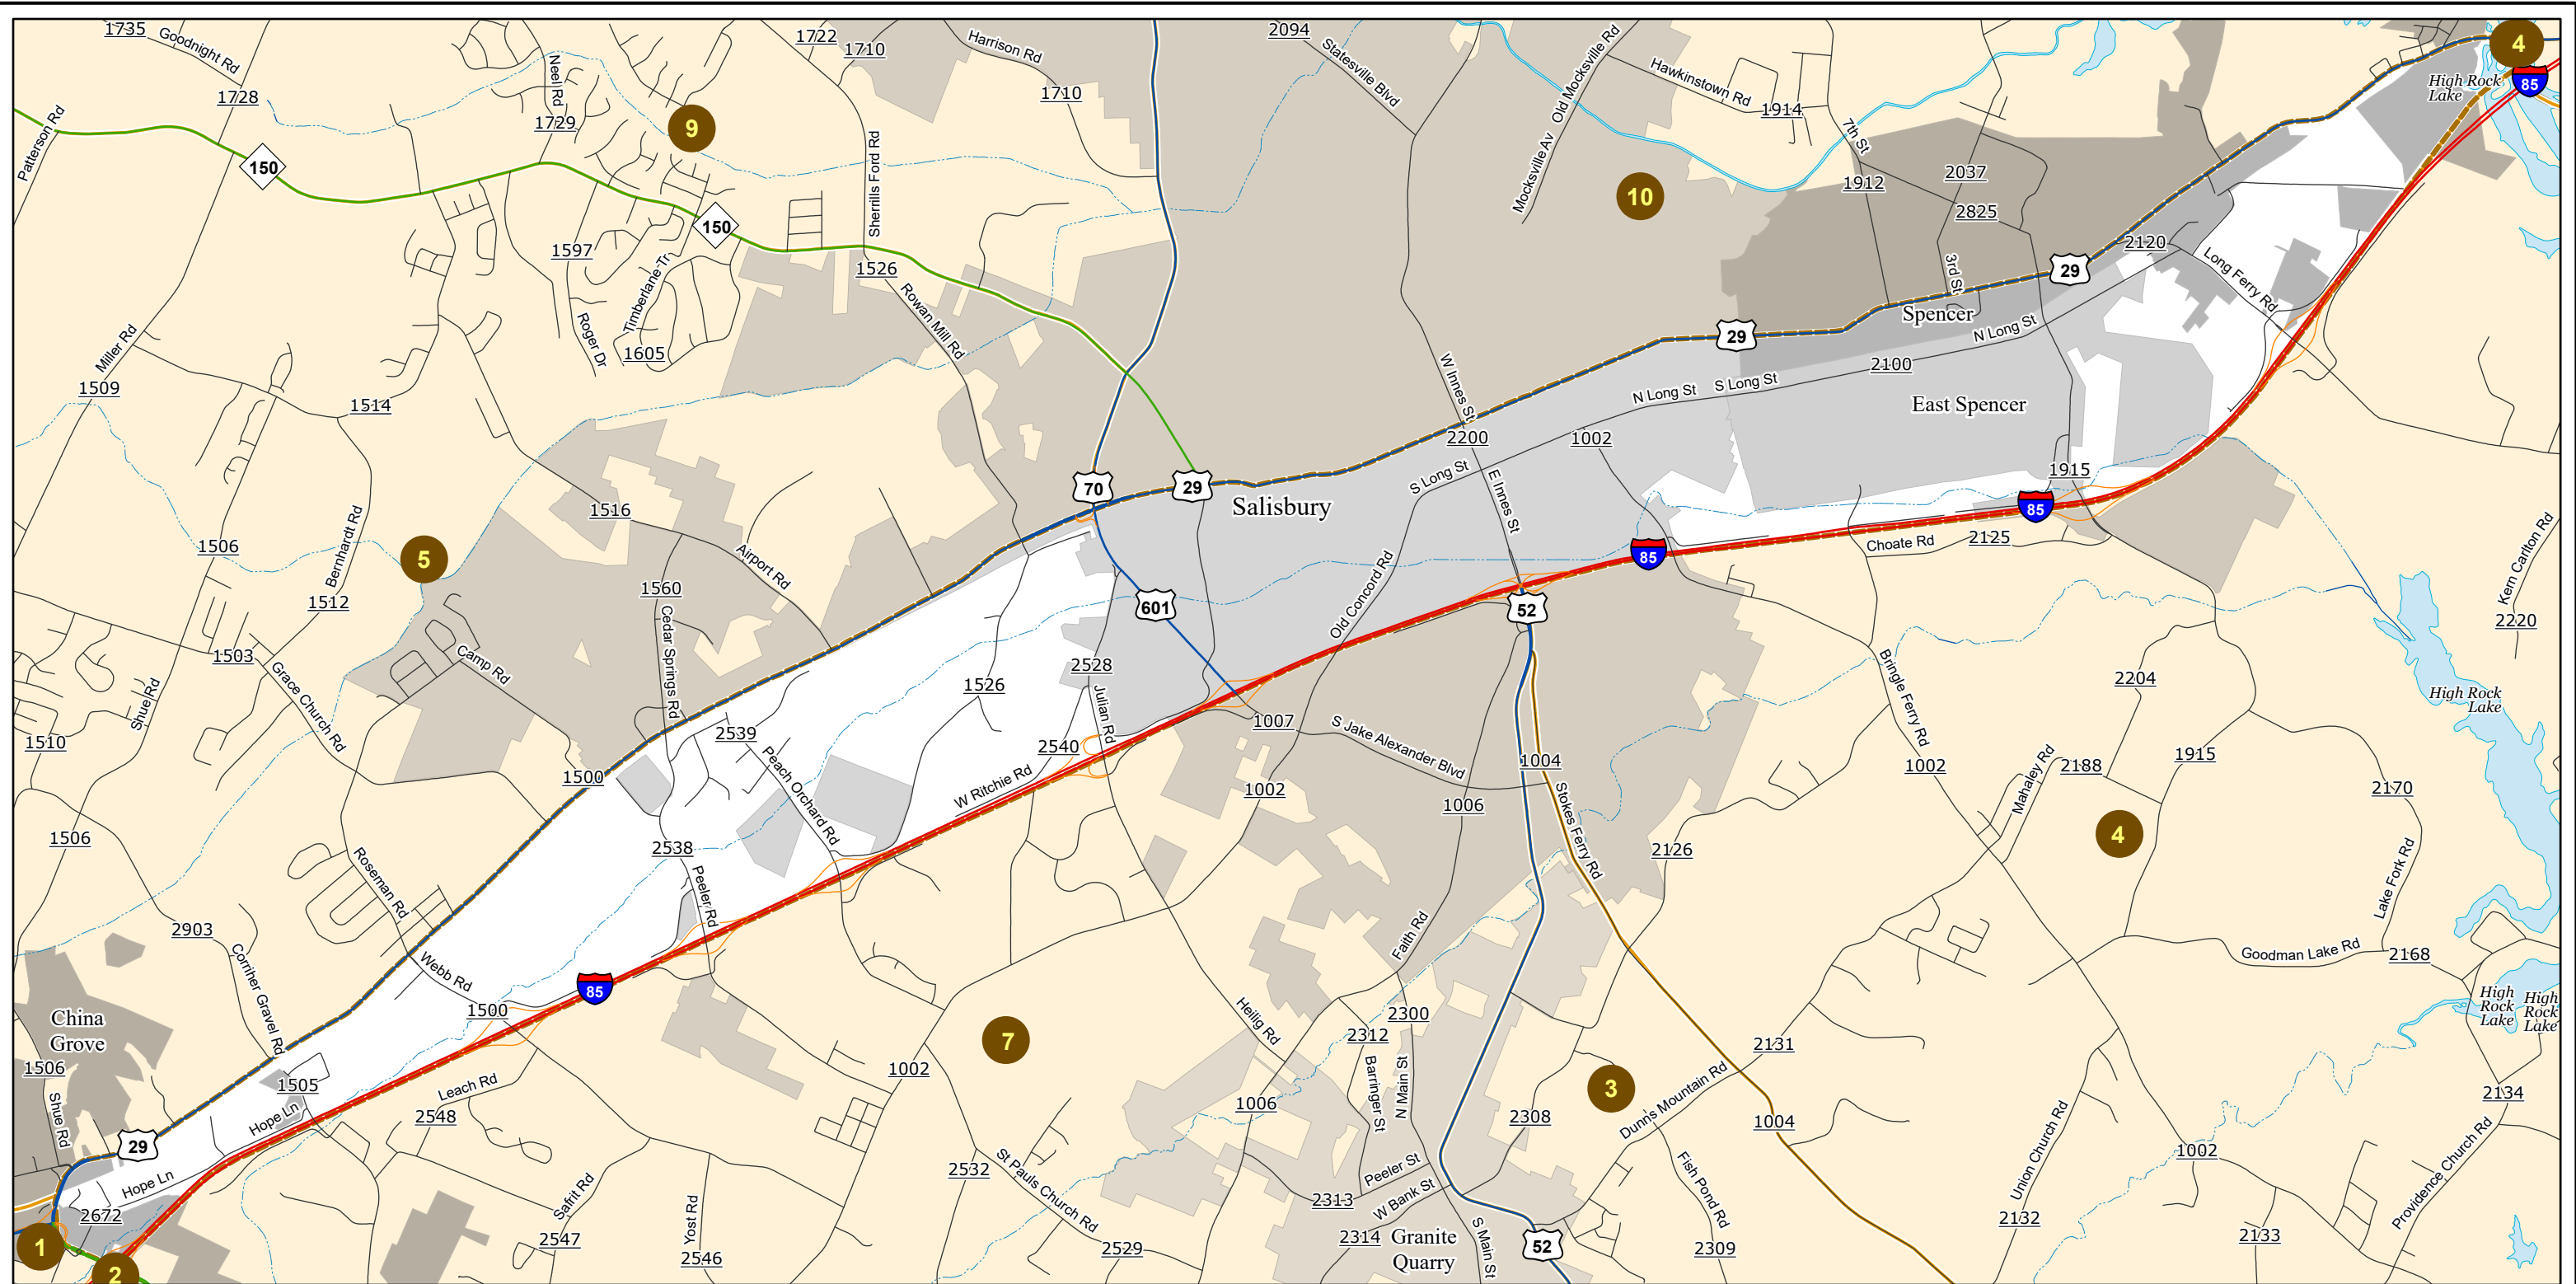 1735
Goodnight Rd
1728
Neel Rd
1729
9
1722
1710
Harrison Rd
1710
2094
Statesville Blvd
Old Mocksville Rd
Mocksville Av
Hawkinstown Rd
1914
7th St
1912
2037
2825
4
High Rock
Lake
85
Patterson Rd
150
150
Sherrills Ford Rd
10
1597
Timberlane Tr
Roger Dr
1605
1526
Rowan Mill Rd
3rd St
29
2120
Long Ferry Rd
Spencer
29
N Long St
2100
N Long St
S Long St
East Spencer
Miller Rd
1509
1514
W Innes St
2200
1002
S Long St
E Innes St
1915
70
29
Salisbury
85
85
Choate Rd
2125
1516
Airport Rd
1506
Bernhardt Rd
5
1512
1560
Cedar Springs Rd
601
Old Concord Rd
52
Kern Carlton Rd
2220
1503
Grace Church Rd
Camp Rd
Shue Rd
1510
1500
2539
Peach Orchard Rd
1526
2528
Julian Rd
2540
W Ritchie Rd
1007
S Jake Alexander Blvd
1002
1006
1004
Stokes Ferry Rd
Bringle Ferry Rd
1002
2204
High Rock
Lake
Mahaley Rd
2188
1915
2170
4
2126
Lake Fork Rd
1506
Roseman Rd
2538
Peeler Rd
2903
Corriher Gravel Rd
Webb Rd
1500
85
Faith Rd
Goodman Lake Rd
2168
High
Rock
Lake
High
Rock
Lake
China
Grove
1506
Shue Rd
1505
Hope Ln
Leach Rd
2548
7
1002
Heilig Rd
2300
2312
Barringer St
N Main St
1006
3
2131
Dunns Mountain Rd
2308
1004
2134
29
Hope Ln
2672
1
2
Safrit Rd
2547
Yost Rd
2546
2532
St Pauls Church Rd
2529
Peeler St
2313
W Bank St
2314
Granite
Quarry
S Main St
52
Fish Pond Rd
2309
Union Church Rd
2132
1002
2133
Providence Church Rd